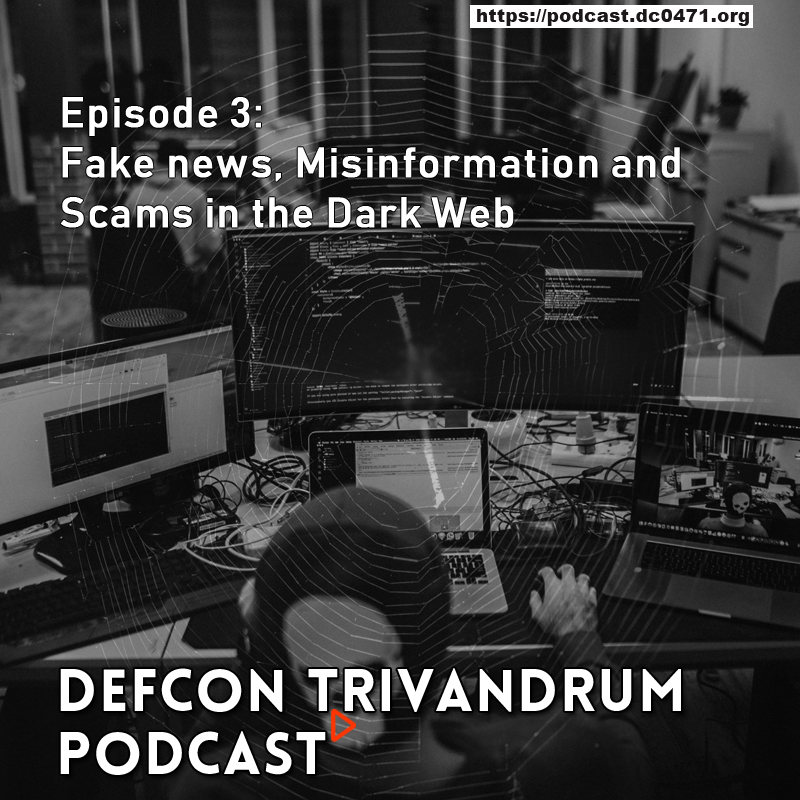 https://podcast.dc0471.org
Episode 3:
Fake news, Misinformation and
Scams in the Dark Web
DEFCON TRIVANDRUM
PODCAST